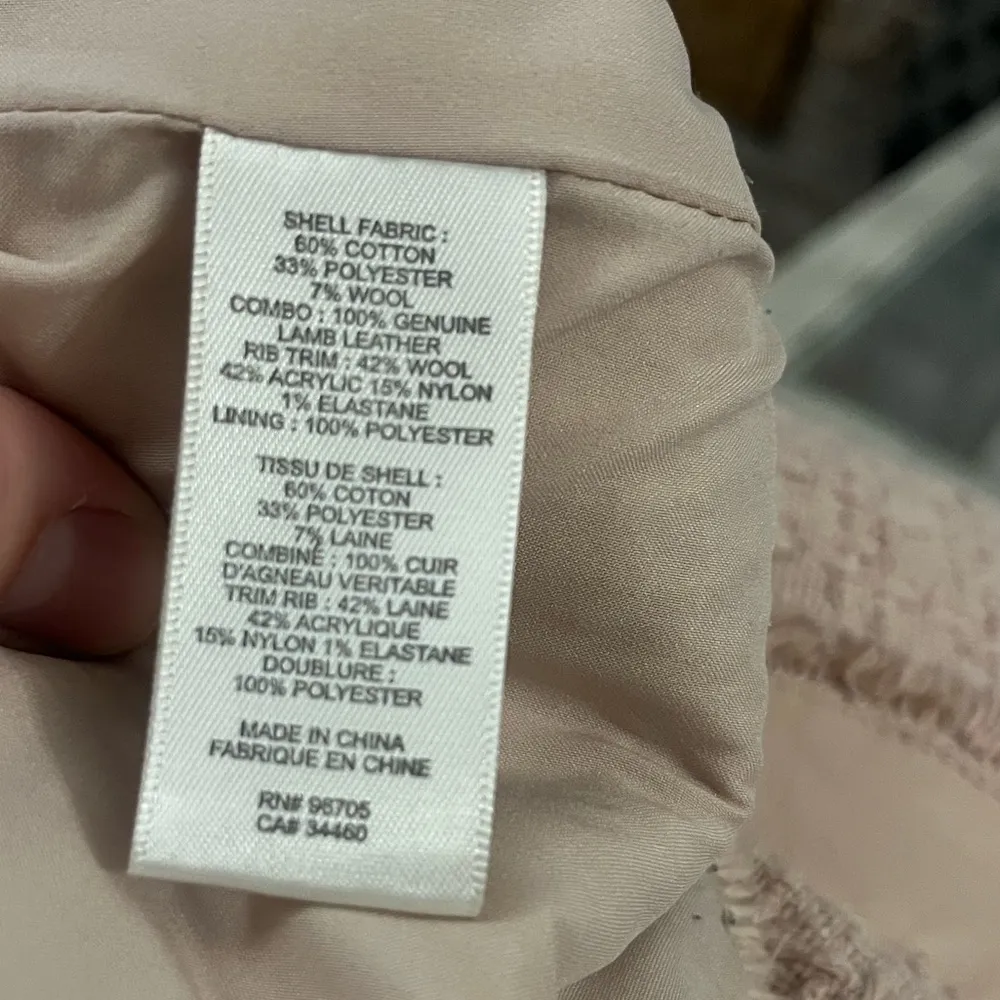 SHELL FABRIC :
60% COTTON
33% POLYESTER
7% WOOL
COMBO : 100% GENUINE
LAMB LEATHER
RIB TRIM : 42% WOOL
42% ACRYLIC 15% NYLON
1% ELASTANE
LINING : 100% POLYESTER
TISSU DE SHELL :
60% COTON
33% POLYESTER
7% LAINE
COMBINÉ : 100% CUIR
D'AGNEAU VERITABLE
TRIM RIB : 42% LAINE
42% ACRYLIQUE
15% NYLON 1% ELASTANE
DOUBLURE :
100% POLYESTER
MADE IN CHINA
FABRIQUE EN CHINE
RN# 96705
CA# 34460